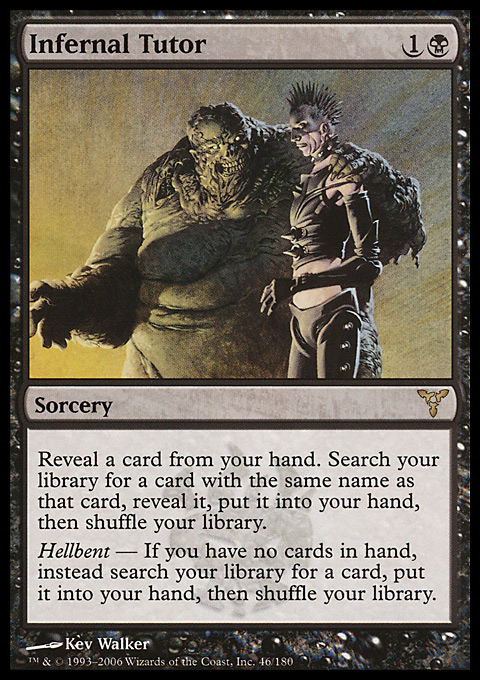 Infernal Tutor 1
Sorcery
Reveal a card from your hand. Search your
library for a card with the same name as
that card, reveal it, put it into your hand,
then shuffle your library.
Hellbent — If you have no cards in hand,
instead search your library for a card, put
it into your hand, then shuffle your library.
Kev Walker
™ & © 1993–2006 Wizards of the Coast, Inc. 46/180